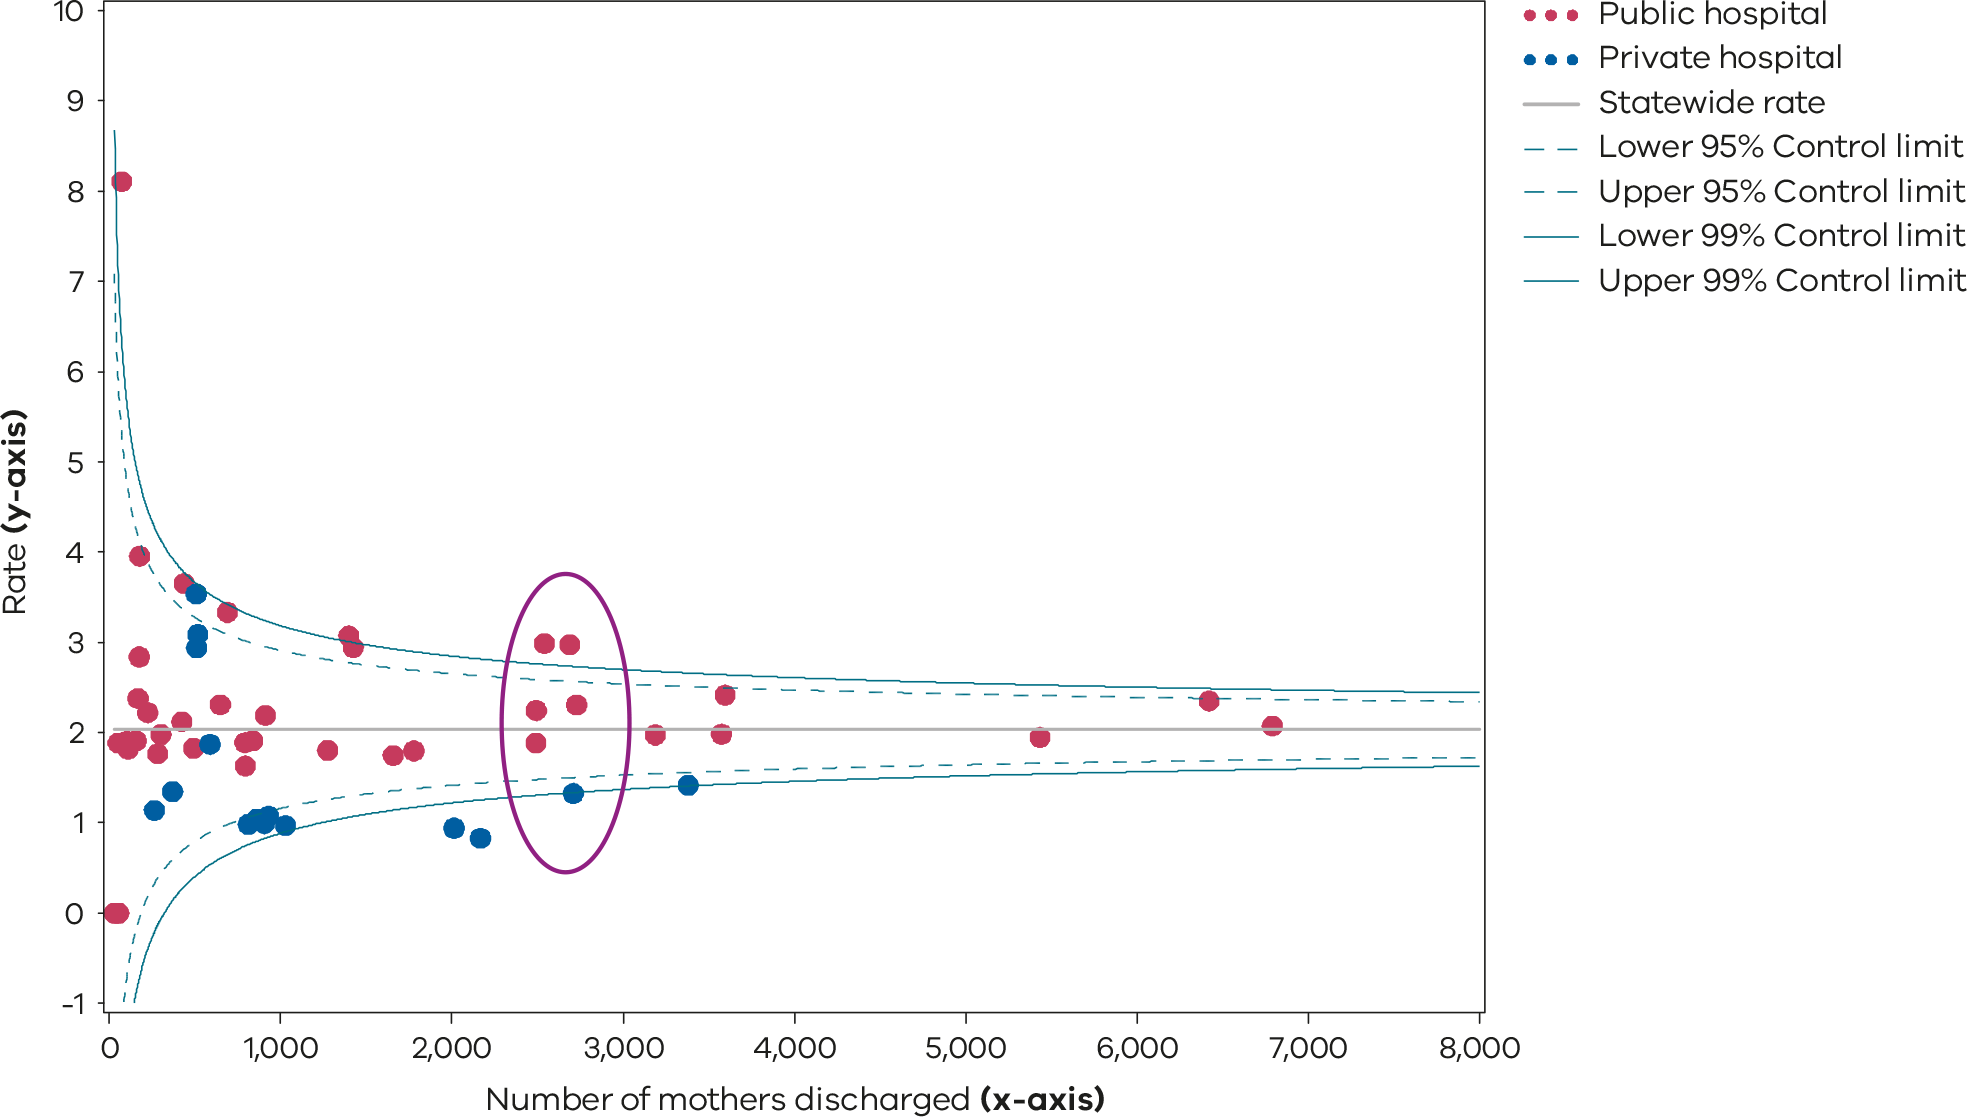 10
9
8
7
6
5
4
3
2
1
0
-1
Rate (y-axis)
0 1,000 2,000 3,000 4,000 5,000 6,000 7,000 8,000
Number of mothers discharged (x-axis)
Public hospital
Private hospital
Statewide rate
Lower 95% Control limit
Upper 95% Control limit
Lower 99% Control limit
Upper 99% Control limit